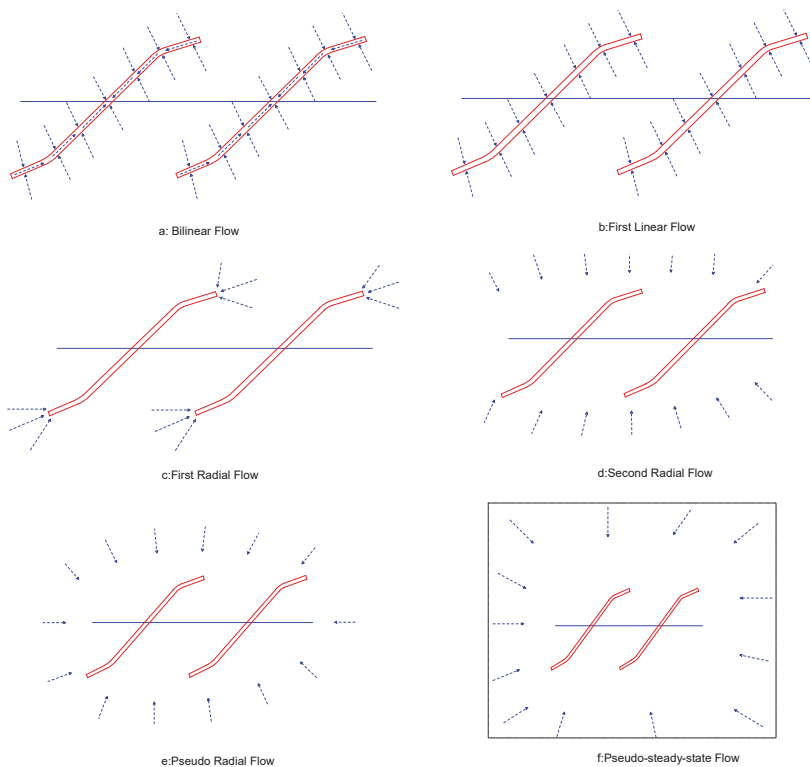 a: Bilinear Flow
b:First Linear Flow
c:First Radial Flow
d:Second Radial Flow
e:Pseudo Radial Flow
f:Pseudo-steady-state Flow